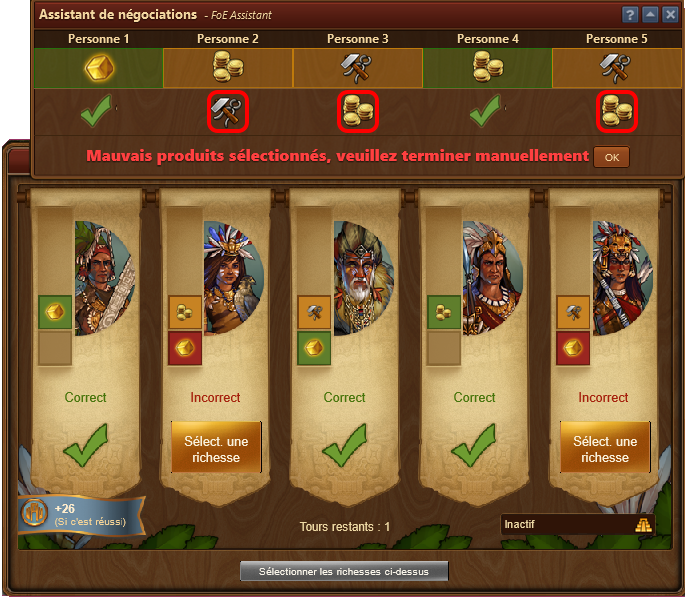 Assistant de négociations - FoE Assistant
?
Personne 1 Personne 2 Personne 3 Personne 4 Personne 5
Mauvais produits sélectionnés, veuillez terminer manuellement OK
Correct Incorrect Correct Correct Incorrect
Sélect. une richesse Sélect. une richesse
+26
(Si c'est réussi)
Tours restants : 1
Inactif
Sélectionner les richesses ci-dessus